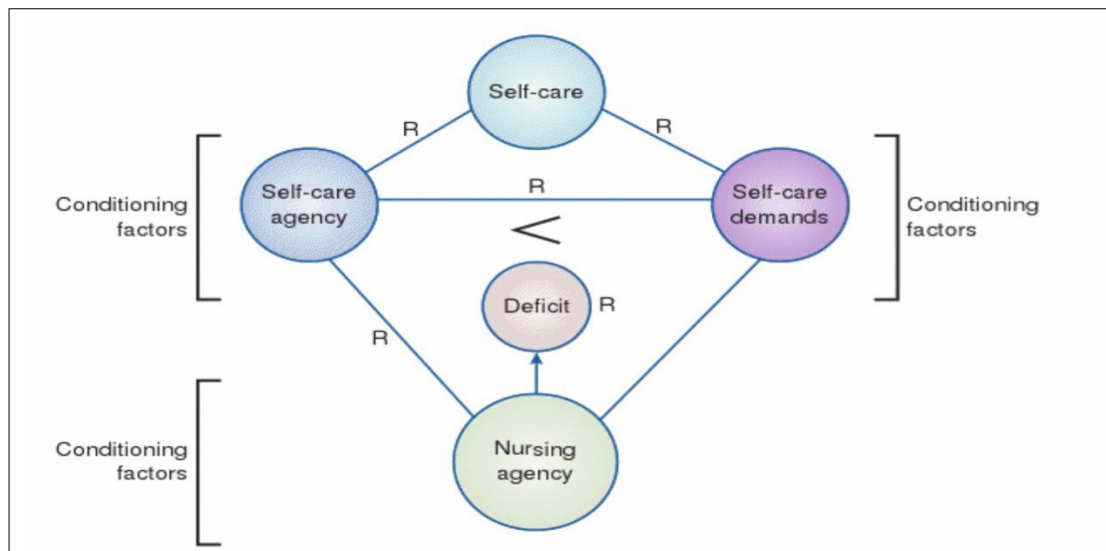 Self-care
R
R
Conditioning
factors
Self-care
agency
R
Self-care
demands
Conditioning
factors
<
Deficit
R
R
Conditioning
factors
Nursing
agency